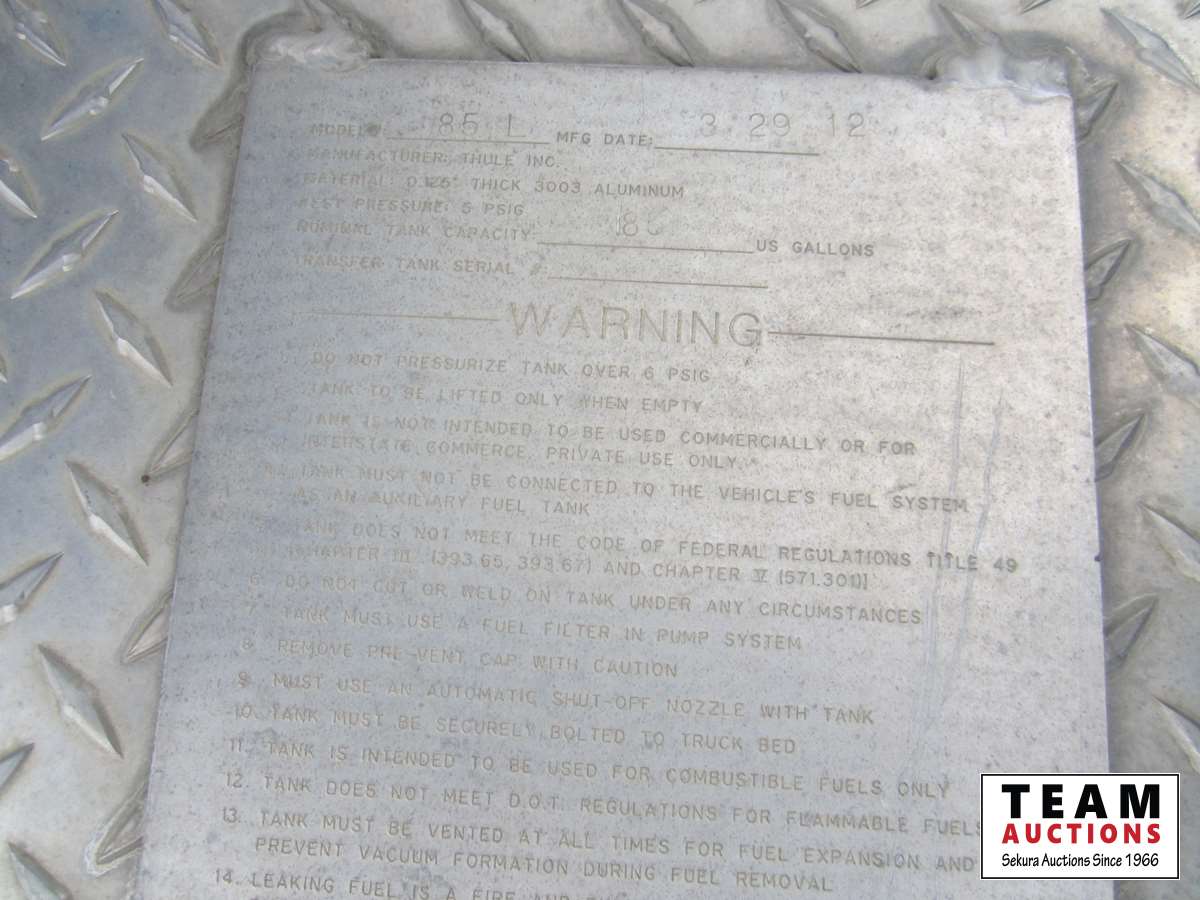 MODEL #: 85 L MFG DATE: 3 29 12
MANUFACTURER: THULE INC.
MATERIAL: 0.125" THICK 3003 ALUMINUM
TEST PRESSURE: 5 PSIG
NOMINAL TANK CAPACITY: US GALLONS
TRANSFER TANK SERIAL #:
WARNING
DO NOT PRESSURIZE TANK OVER 6 PSIG
TANK TO BE LIFTED ONLY WHEN EMPTY
TANK IS NOT INTENDED TO BE USED COMMERCIALLY OR FOR
INTERSTATE COMMERCE, PRIVATE USE ONLY.
TANK MUST NOT BE CONNECTED TO THE VEHICLE'S FUEL SYSTEM
AS AN AUXILIARY FUEL TANK
TANK DOES NOT MEET THE CODE OF FEDERAL REGULATIONS TITLE 49
[CHAPTER III (393.65, 393.67) AND CHAPTER V (571.301)]
6. DO NOT CUT OR WELD ON TANK UNDER ANY CIRCUMSTANCES
7. TANK MUST USE A FUEL FILTER IN PUMP SYSTEM
8. REMOVE PRE-VENT CAP WITH CAUTION
9. MUST USE AN AUTOMATIC SHUT-OFF NOZZLE WITH TANK
10. TANK MUST BE SECURELY BOLTED TO TRUCK BED
11. TANK IS INTENDED TO BE USED FOR COMBUSTIBLE FUELS ONLY
12. TANK DOES NOT MEET D.O.T. REGULATIONS FOR FLAMMABLE FUELS
13. TANK MUST BE VENTED AT ALL TIMES FOR FUEL EXPANSION AND
PREVENT VACUUM FORMATION DURING FUEL REMOVAL
14. LEAKING FUEL IS A FIRE AND
TEAM
AUCTIONS
Sekura Auctions Since 1966